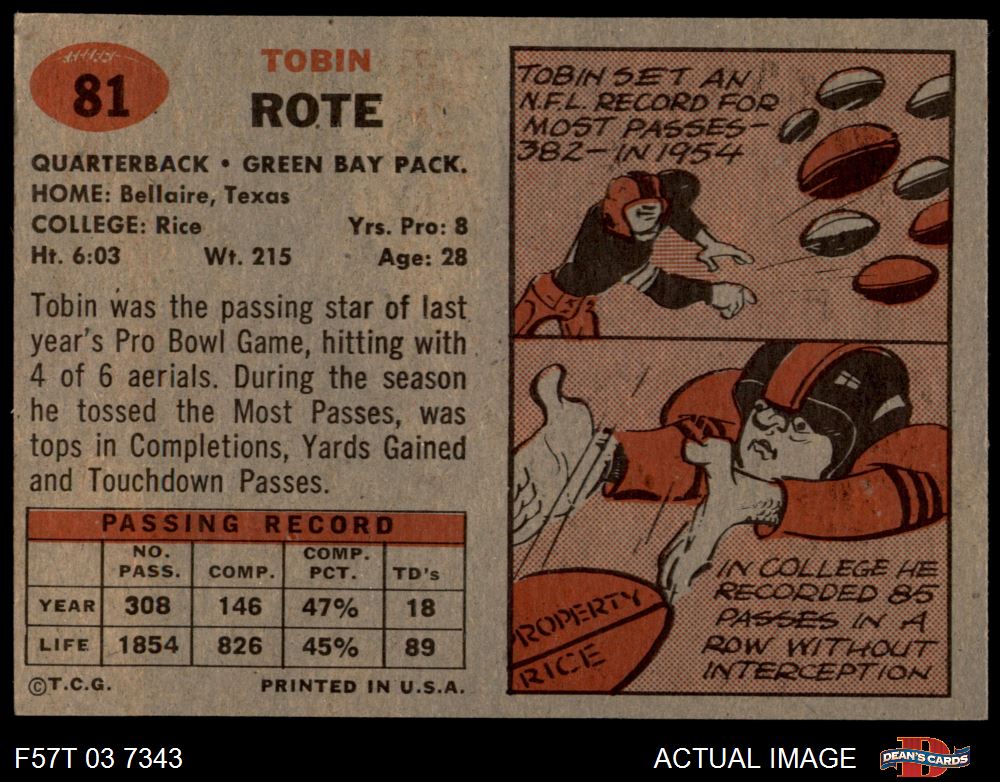 81
TOBIN
ROTE
QUARTERBACK • GREEN BAY PACK.
HOME: Bellaire, Texas
COLLEGE: Rice Yrs. Pro: 8
Ht. 6:03 Wt. 215 Age: 28
Tobin was the passing star of last
year's Pro Bowl Game, hitting with
4 of 6 aerials. During the season
he tossed the Most Passes, was
tops in Completions, Yards Gained
and Touchdown Passes.
PASSING RECORD
NO. PASS. COMP. COMP. PCT. TD's
YEAR 308 146 47% 18
LIFE 1854 826 45% 89
©T.C.G. PRINTED IN U.S.A.
TOBIN SET AN
N.F.L. RECORD FOR
MOST PASSES-
382-IN 1954
IN COLLEGE HE
RECORDED 85
PASSES IN A
ROW WITHOUT
INTERCEPTION
PROPERTY
RICE
F57T 03 7343
ACTUAL IMAGE
DEAN'S CARDS